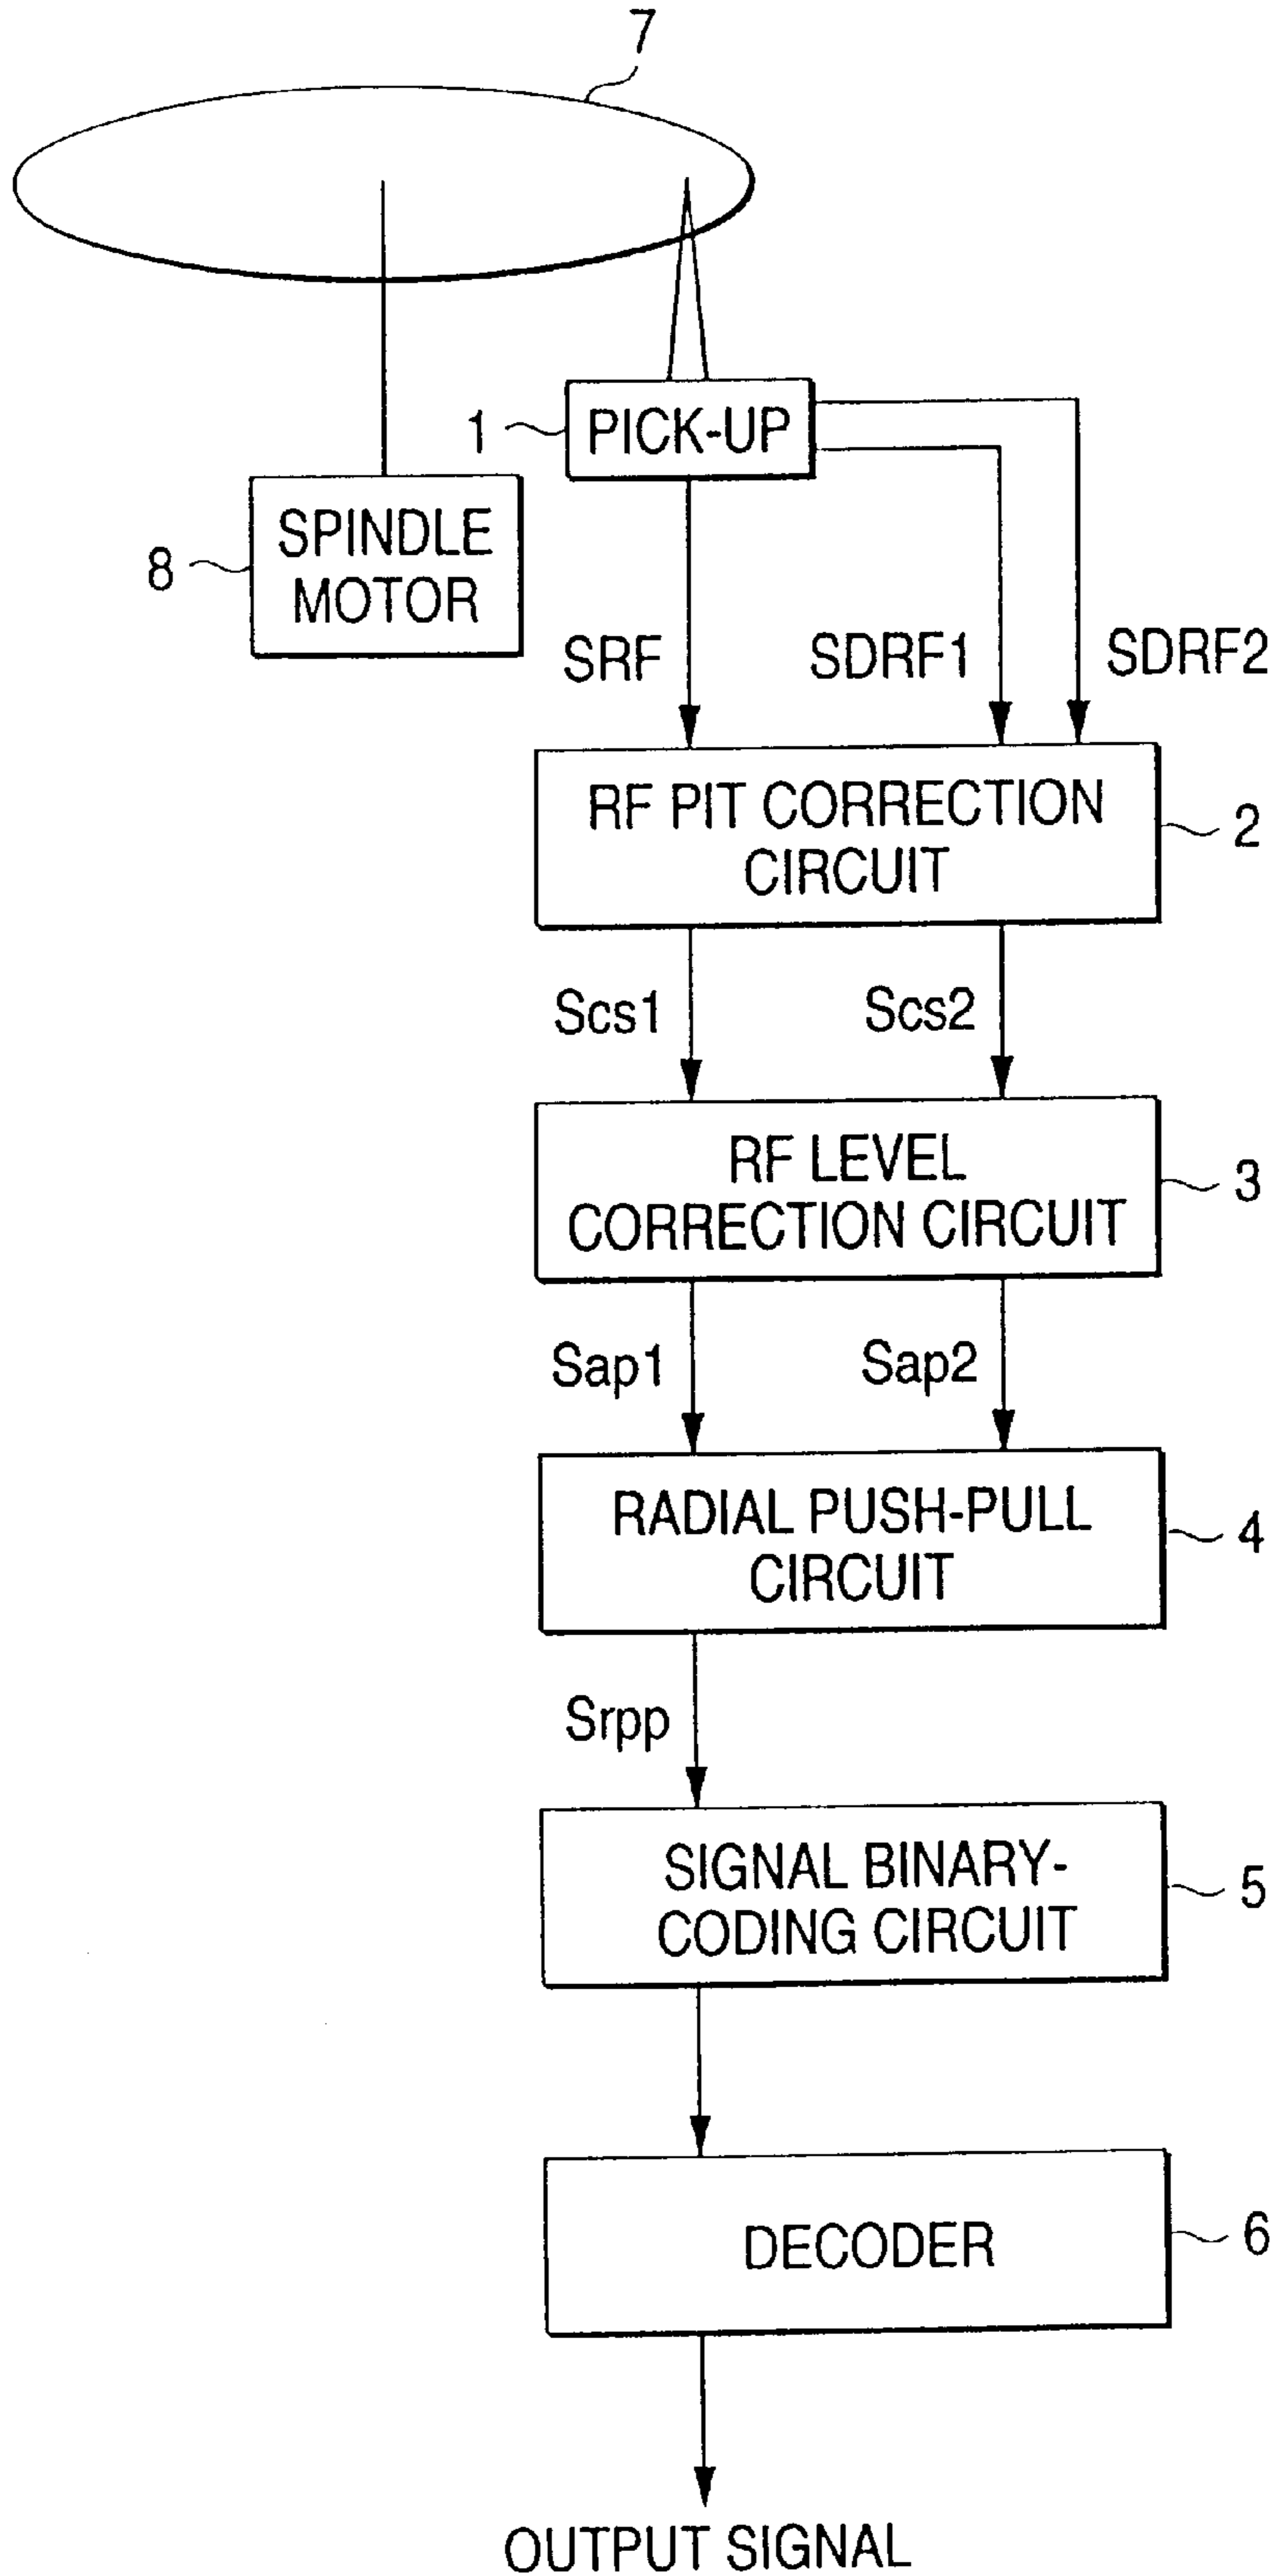 7
1
PICK-UP
SPINDLE
MOTOR
8
SRF
SDRF1
SDRF2
RF PIT CORRECTION
CIRCUIT
2
Scs1
Scs2
RF LEVEL
CORRECTION CIRCUIT
3
Sap1
Sap2
RADIAL PUSH-PULL
CIRCUIT
4
Srpp
SIGNAL BINARY-
CODING CIRCUIT
5
DECODER
6
OUTPUT SIGNAL